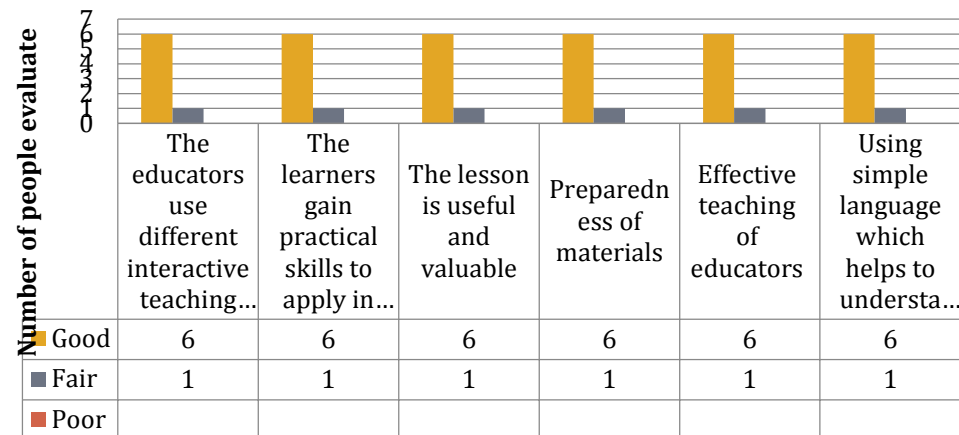 Number of people evaluate
7
6
5
4
3
2
1
0
The
educators
use
different
interactive
teaching...
The
learners
gain
practical
skills to
apply in...
The lesson
is useful
and
valuable
Preparedn
ess of
materials
Effective
teaching
of
educators
Using
simple
language
which
helps to
understa...
Good 6 6 6 6 6 6
Fair 1 1 1 1 1 1
Poor